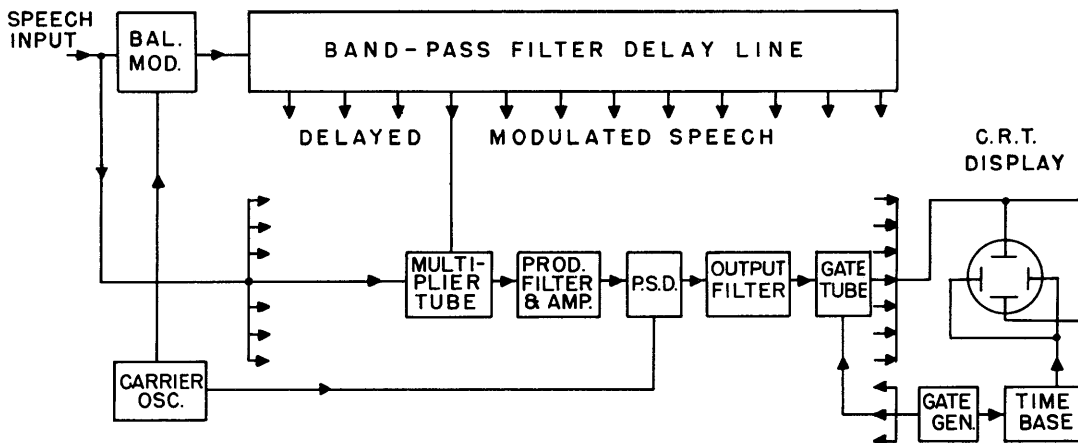 SPEECH
INPUT
BAL.
MOD.
BAND-PASS FILTER DELAY LINE
DELAYED MODULATED SPEECH
C.R.T.
DISPLAY
MULTI-
PLIER
TUBE
PROD.
FILTER
& AMP.
P.S.D.
OUTPUT
FILTER
GATE
TUBE
CARRIER
OSC.
GATE
GEN.
TIME
BASE